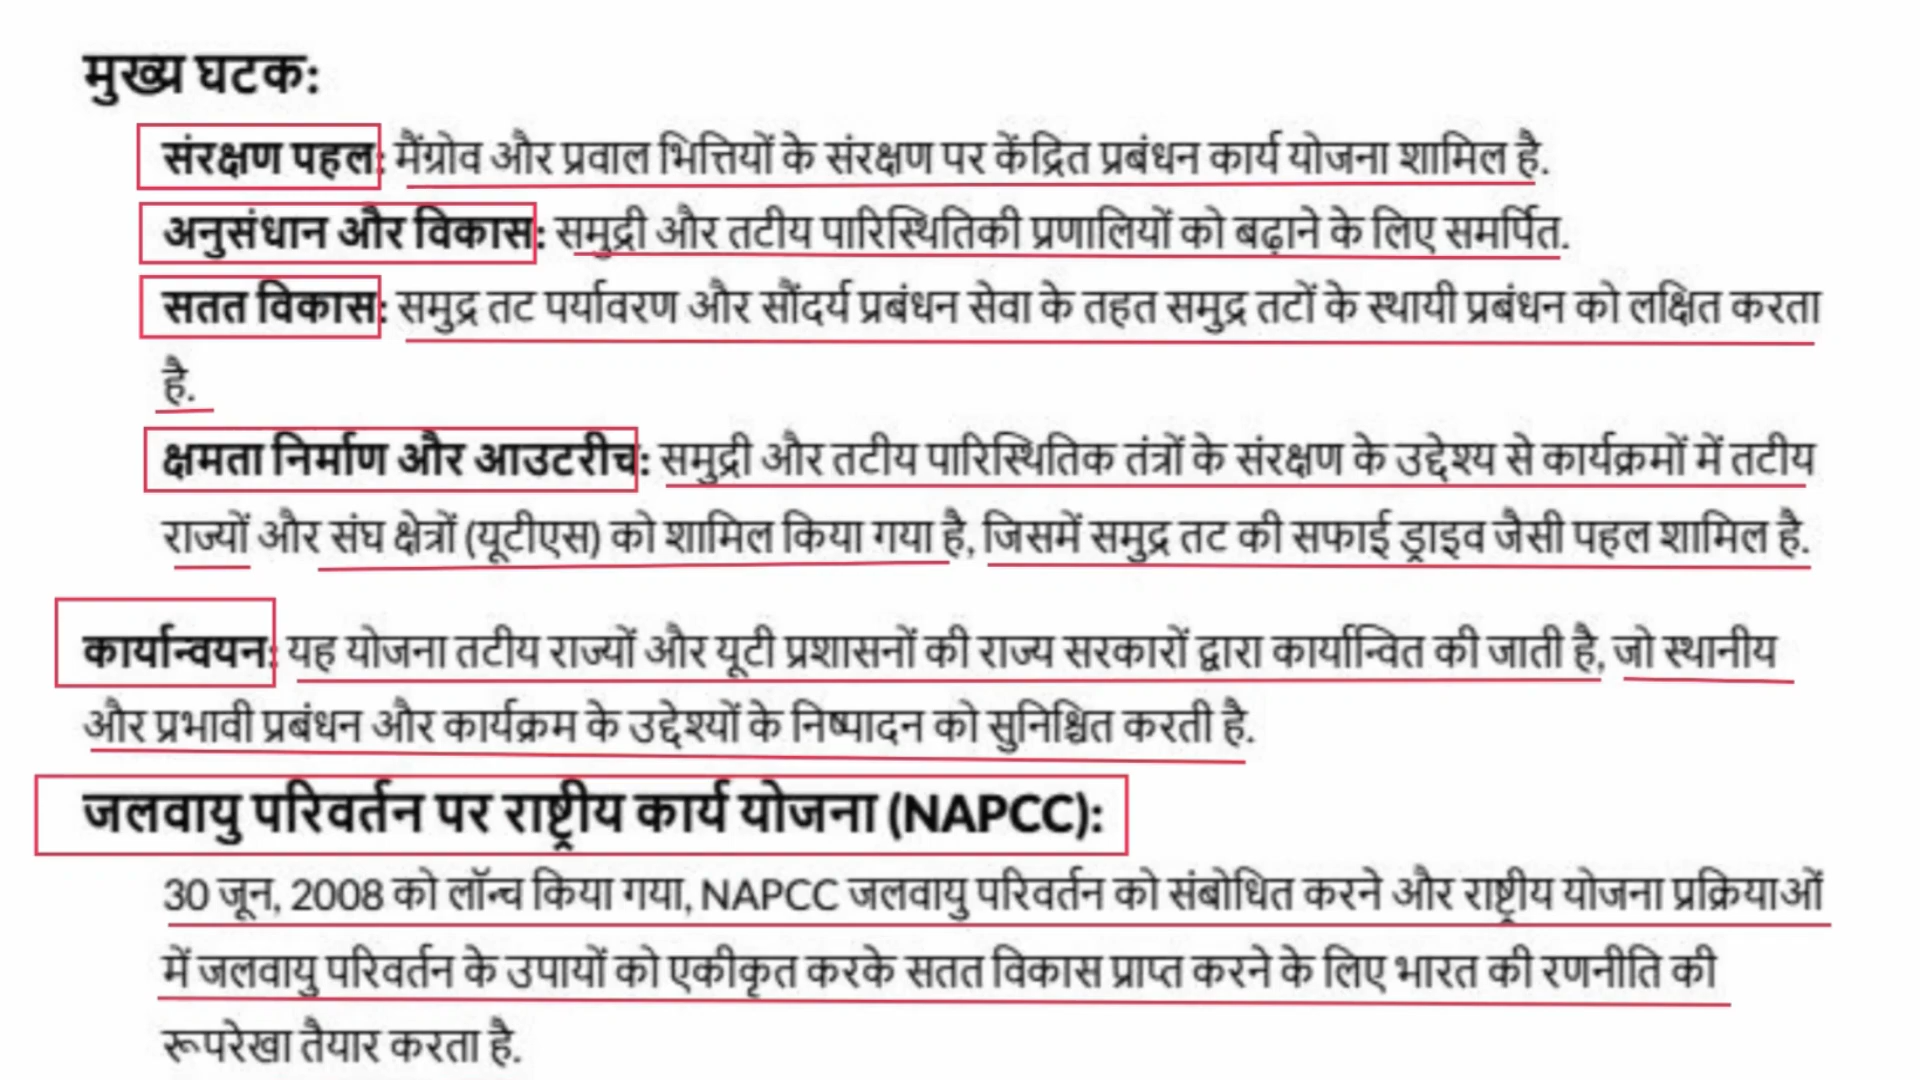 मुख्य घटक:
संरक्षण पहल: मैंग्रोव और प्रवाल भित्तियों के संरक्षण पर केंद्रित प्रबंधन कार्य योजना शामिल है.
अनुसंधान और विकास: समुद्री और तटीय पारिस्थितिकी प्रणालियों को बढ़ाने के लिए समर्पित.
सतत विकास: समुद्र तट पर्यावरण और सौंदर्य प्रबंधन सेवा के तहत समुद्र तटों के स्थायी प्रबंधन को लक्षित करता
है.
क्षमता निर्माण और आउटरीच: समुद्री और तटीय पारिस्थितिक तंत्रों के संरक्षण के उद्देश्य से कार्यक्रमों में तटीय
राज्यों और संघ क्षेत्रों (यूटीएस) को शामिल किया गया है, जिसमें समुद्र तट की सफाई ड्राइव जैसी पहल शामिल है.
कार्यान्वयन: यह योजना तटीय राज्यों और यूटी प्रशासनों की राज्य सरकारों द्वारा कार्यान्वित की जाती है, जो स्थानीय
और प्रभावी प्रबंधन और कार्यक्रम के उद्देश्यों के निष्पादन को सुनिश्चित करती है.
जलवायु परिवर्तन पर राष्ट्रीय कार्य योजना (NAPCC):
30 जून, 2008 को लॉन्च किया गया, NAPCC जलवायु परिवर्तन को संबोधित करने और राष्ट्रीय योजना प्रक्रियाओं
में जलवायु परिवर्तन के उपायों को एकीकृत करके सतत विकास प्राप्त करने के लिए भारत की रणनीति की
रूपरेखा तैयार करता है.